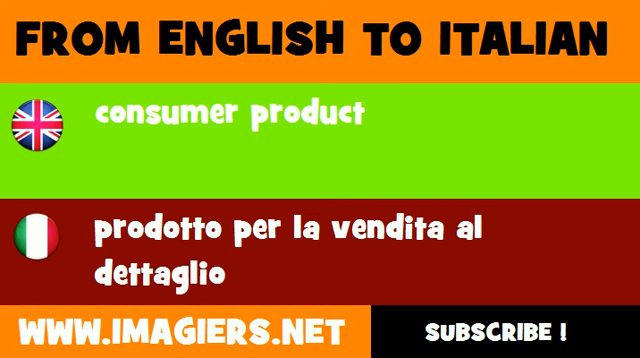 FROM ENGLISH TO ITALIAN
consumer product
prodotto per la vendita al
dettaglio
WWW.IMAGIERS.NET
SUBSCRIBE !